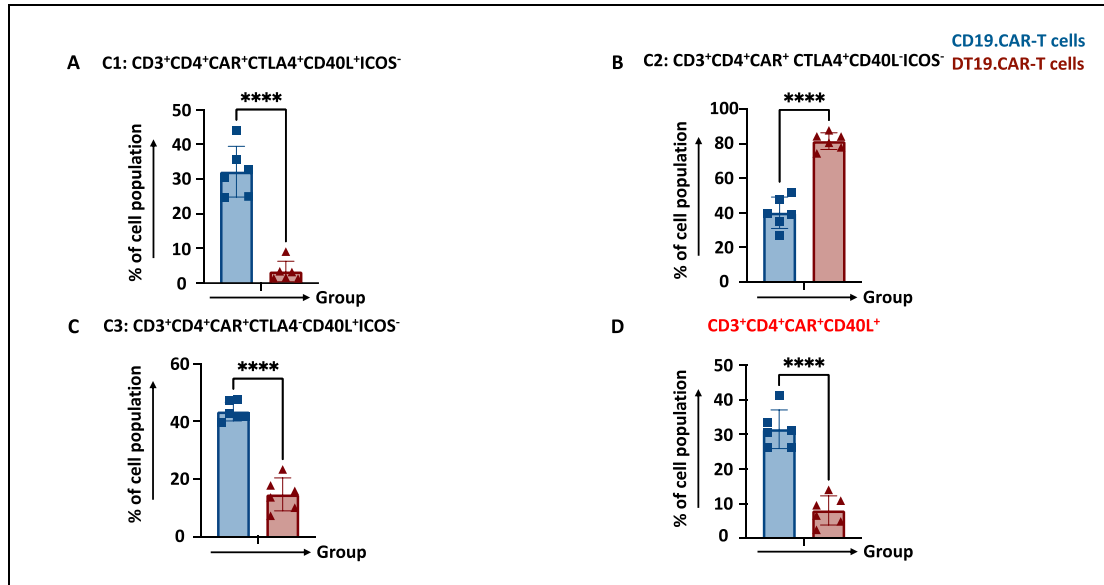 CD19.CAR-T cells
DT19.CAR-T cells
A C1: CD3⁺CD4⁺CAR⁺CTLA4⁺CD40L⁺ICOS⁻
% of cell population
50
40
30
20
10
0
****
Group
B C2: CD3⁺CD4⁺CAR⁺ CTLA4⁺CD40L⁻ICOS⁻
% of cell population
100
80
60
40
20
0
****
Group
C C3: CD3⁺CD4⁺CAR⁺CTLA4⁻CD40L⁺ICOS⁻
% of cell population
60
40
20
0
****
Group
D CD3⁺CD4⁺CAR⁺CD40L⁺
% of cell population
50
40
30
20
10
0
****
Group